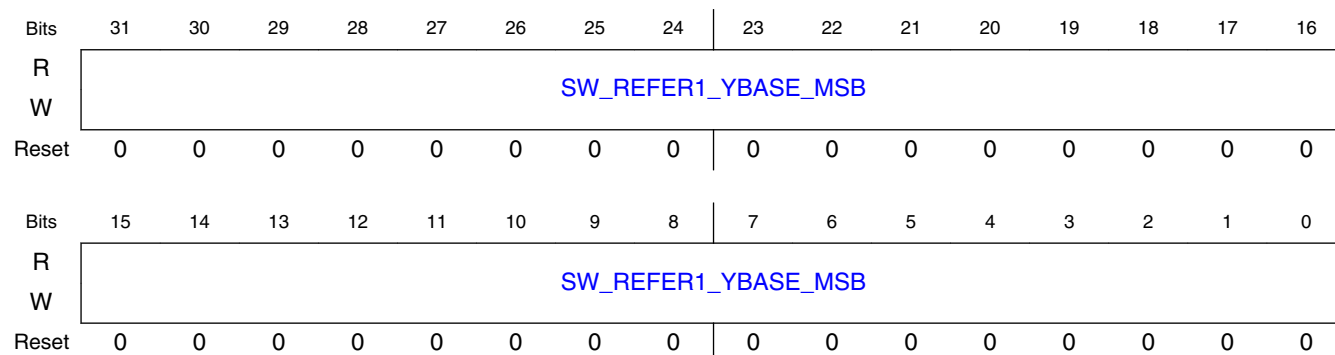 Bits 31 30 29 28 27 26 25 24 23 22 21 20 19 18 17 16
R
SW_REFER1_YBASE_MSB
W
Reset 0 0 0 0 0 0 0 0 0 0 0 0 0 0 0 0
Bits 15 14 13 12 11 10 9 8 7 6 5 4 3 2 1 0
R
SW_REFER1_YBASE_MSB
W
Reset 0 0 0 0 0 0 0 0 0 0 0 0 0 0 0 0